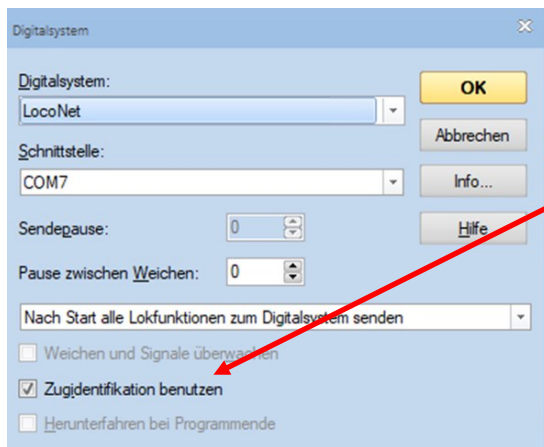 Digitalsystem
Digitalsystem:
LocoNet
OK
Abbrechen
Schnittstelle:
COM7
Info...
Sendepause:
0
Hilfe
Pause zwischen Weichen:
0
Nach Start alle Lokfunktionen zum Digitalsystem senden
Weichen und Signale überwachen
Zugidentifikation benutzen
Herunterfahren bei Programmende